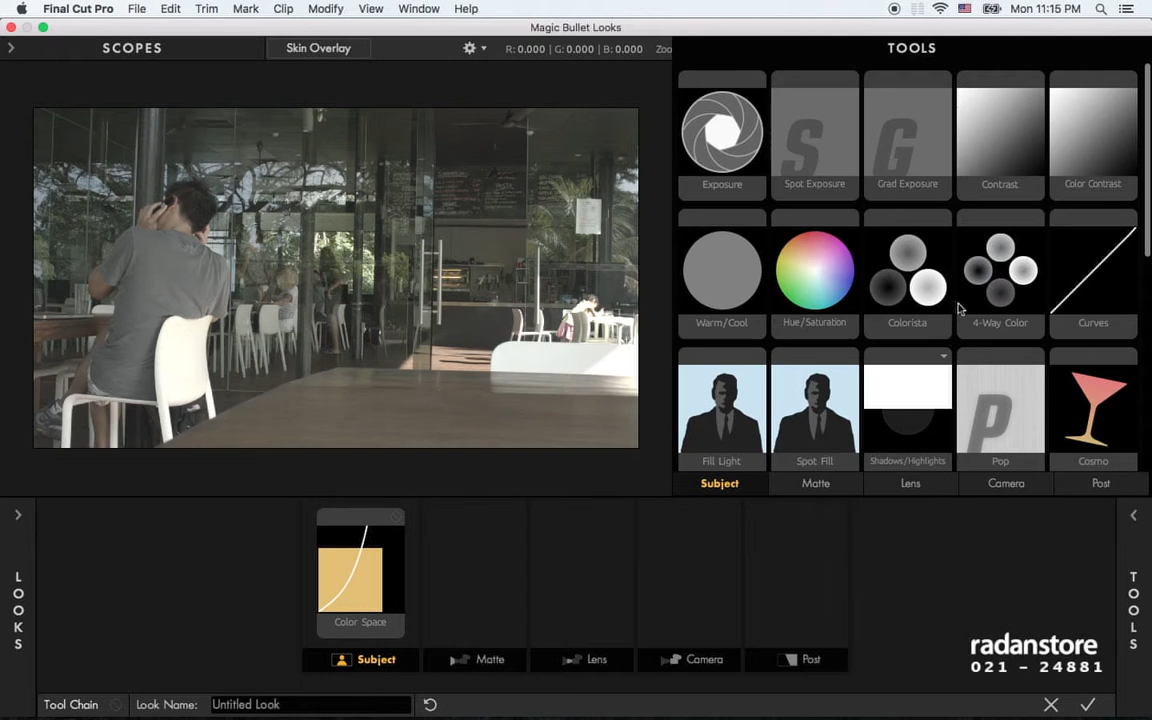 Final Cut Pro File Edit Trim Mark Clip Modify View Window Help Mon 11:15 PM
Magic Bullet Looks
SCOPES Skin Overlay R: 0.000 | G: 0.000 | B: 0.000 Zoo
TOOLS
Exposure Spot Exposure Grad Exposure Contrast Color Contrast
S G
Warm/Cool Hue/Saturation Colorista 4-Way Color Curves
P
Fill Light Spot Fill Shadows/Highlights Pop Cosmo
Subject Matte Lens Camera Post
LOOKS
Color Space
Subject Matte Lens Camera Post
TOOLS
radanstore
021 - 24881
Tool Chain Look Name: Untitled Look